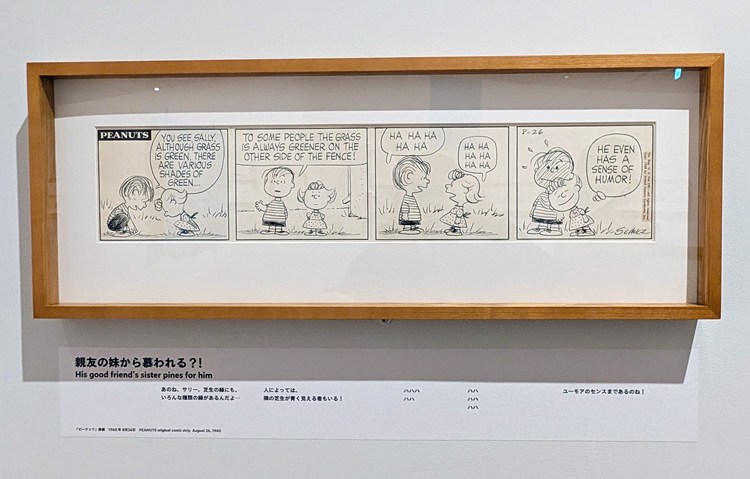 PEANUTS
YOU SEE SALLY,
ALTHOUGH GRASS
IS GREEN, THERE
ARE VARIOUS
SHADES OF
GREEN...
TO SOME PEOPLE THE GRASS
IS ALWAYS GREENER ON THE
OTHER SIDE OF THE FENCE!
HA HA HA
HA HA
HA HA
HA HA
HA HA
8-26
HE EVEN
HAS A
SENSE OF
HUMOR!
SCHULZ
親友の妹から慕われる?!
His good friend's sister pines for him
あのね、サリー、芝生の緑にも、
いろんな種類の緑があるんだよ…
人によっては、
隣の芝生が青く見える者もいる!
ハハハ
ハハ
ハハ
ハハ
ハハ
ユーモアのセンスまであるのね!
「ピーナッツ」原画 1960年8月26日 PEANUTS original comic strip August 26, 1960